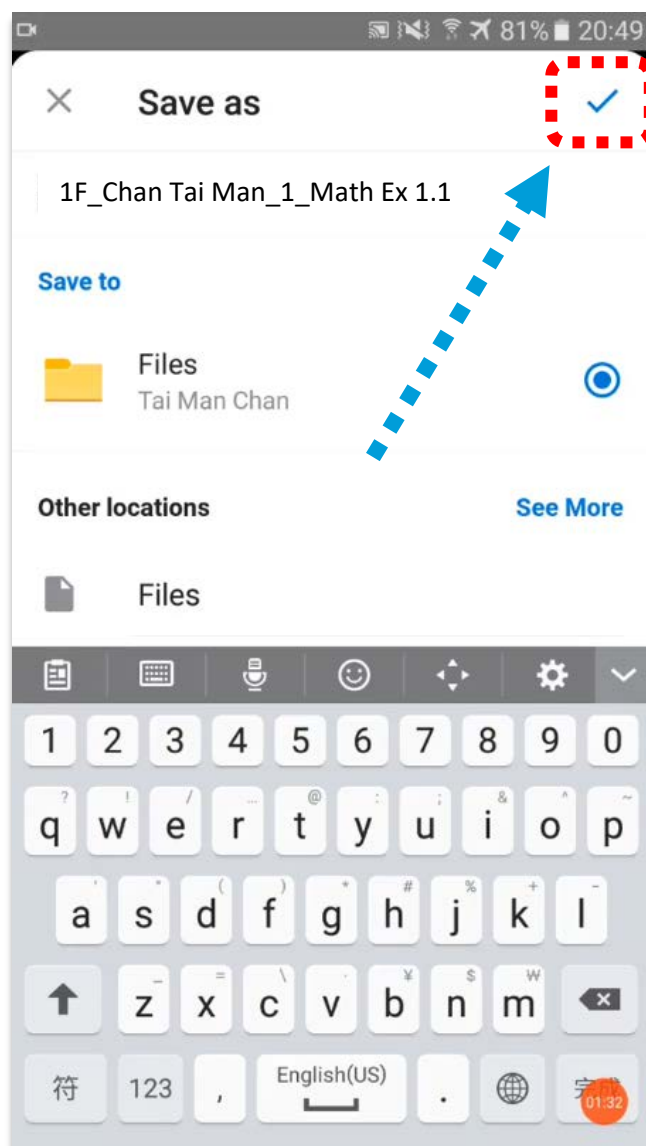 81% 20:49
Save as
1F_Chan Tai Man_1_Math Ex 1.1
Save to
Files
Tai Man Chan
Other locations
See More
Files
1 2 3 4 5 6 7 8 9 0
? ! / ... @ : ; & ^ ~
q w e r t y u i o p
' " ( ) * # % + -
a s d f g h j k l
_ = \ · ¥ $ ₩
z x c v b n m
符 123 , English(US) . 完成
01:32